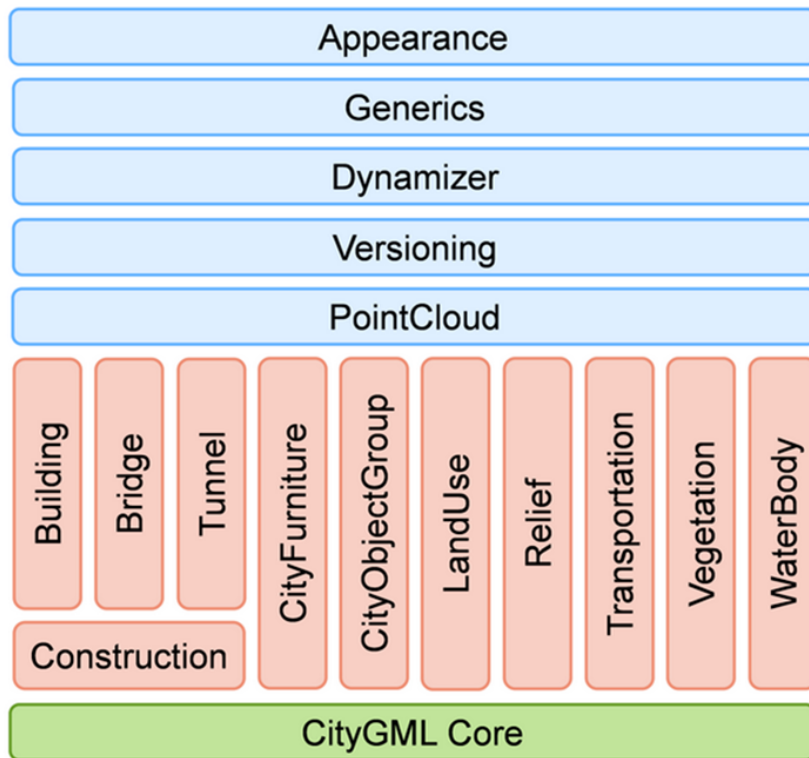 Appearance
Generics
Dynamizer
Versioning
PointCloud
Building
Bridge
Tunnel
CityFurniture
CityObjectGroup
LandUse
Relief
Transportation
Vegetation
WaterBody
Construction
CityGML Core